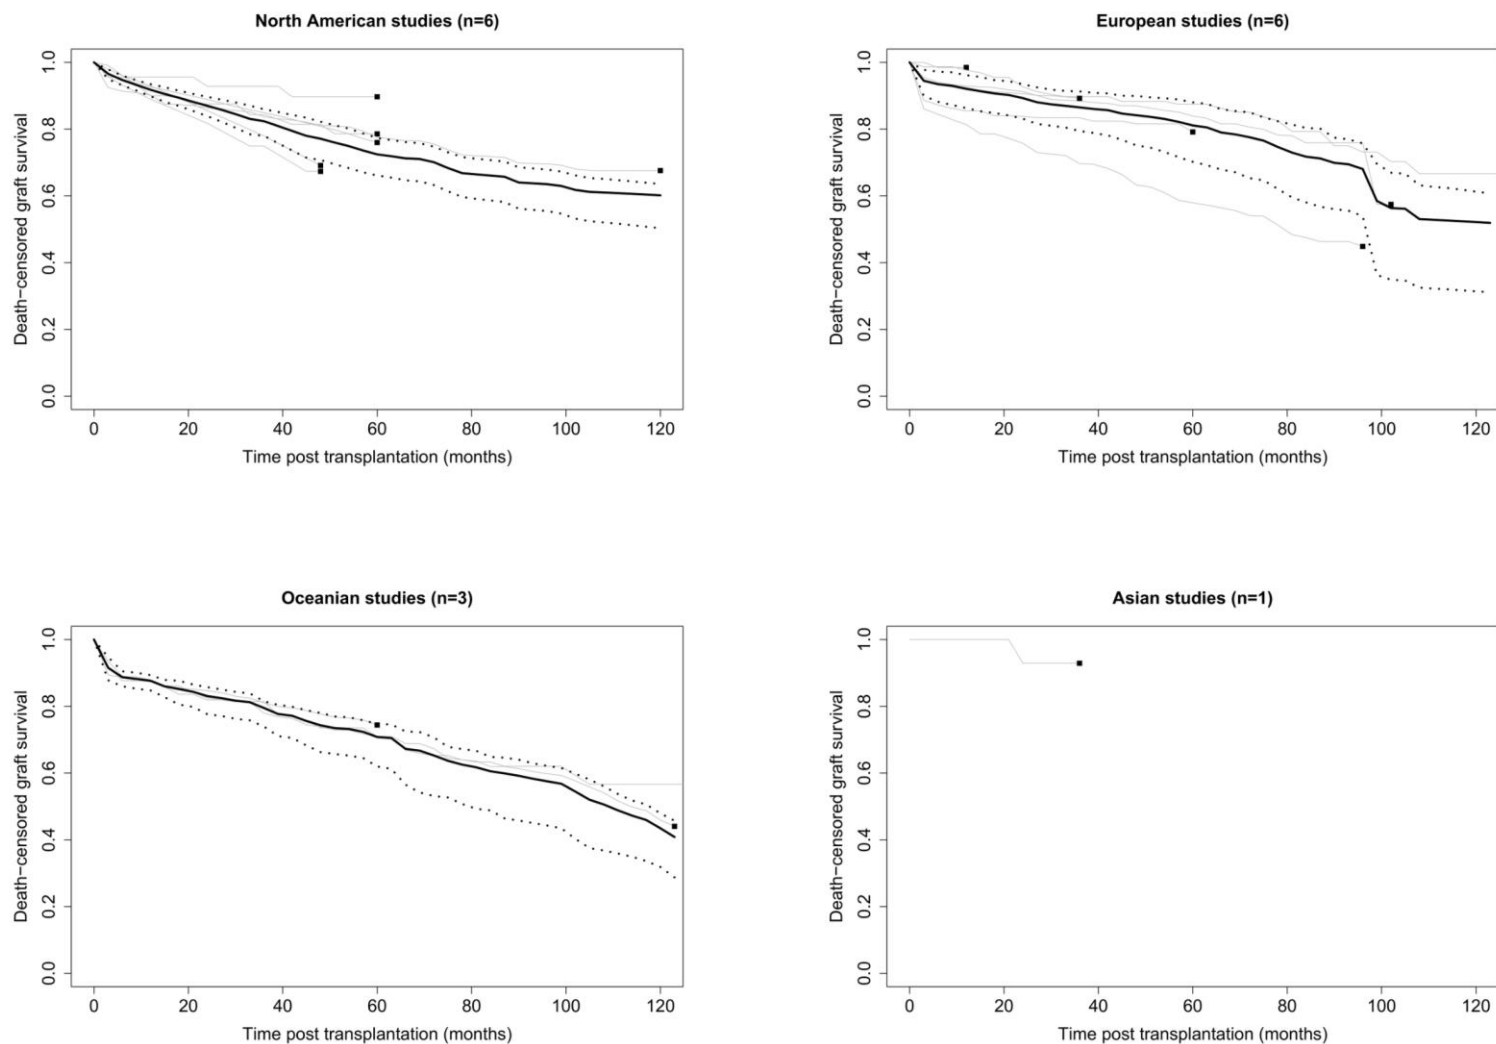 North American studies (n=6)
Death−censored graft survival
0.0 0.2 0.4 0.6 0.8 1.0
0 20 40 60 80 100 120
Time post transplantation (months)
European studies (n=6)
Death−censored graft survival
0.0 0.2 0.4 0.6 0.8 1.0
0 20 40 60 80 100 120
Time post transplantation (months)
Oceanian studies (n=3)
Death−censored graft survival
0.0 0.2 0.4 0.6 0.8 1.0
0 20 40 60 80 100 120
Time post transplantation (months)
Asian studies (n=1)
Death−censored graft survival
0.0 0.2 0.4 0.6 0.8 1.0
0 20 40 60 80 100 120
Time post transplantation (months)